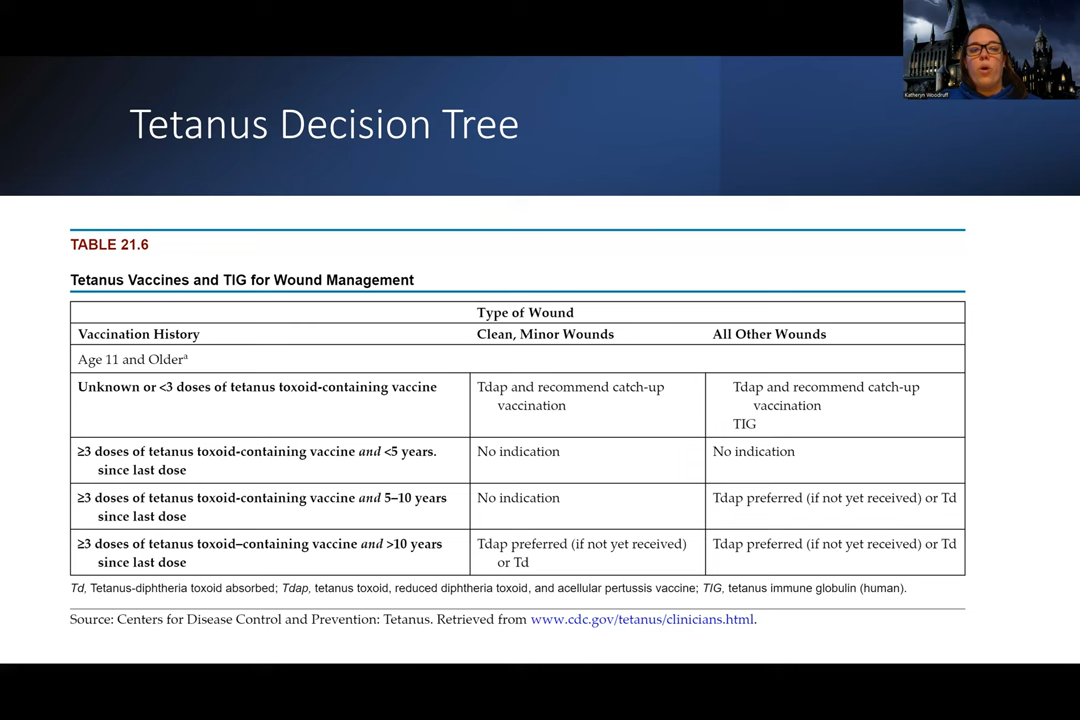 Katheryn Woodruff
Tetanus Decision Tree
TABLE 21.6
Tetanus Vaccines and TIG for Wound Management
Type of Wound
Vaccination History
Clean, Minor Wounds
All Other Wounds
Age 11 and Olderᵃ
Unknown or <3 doses of tetanus toxoid-containing vaccine
Tdap and recommend catch-up
vaccination
Tdap and recommend catch-up
vaccination
TIG
≥3 doses of tetanus toxoid-containing vaccine and <5 years.
since last dose
No indication
No indication
≥3 doses of tetanus toxoid-containing vaccine and 5–10 years
since last dose
No indication
Tdap preferred (if not yet received) or Td
≥3 doses of tetanus toxoid–containing vaccine and >10 years
since last dose
Tdap preferred (if not yet received)
or Td
Tdap preferred (if not yet received) or Td
Td, Tetanus-diphtheria toxoid absorbed; Tdap, tetanus toxoid, reduced diphtheria toxoid, and acellular pertussis vaccine; TIG, tetanus immune globulin (human).
Source: Centers for Disease Control and Prevention: Tetanus. Retrieved from www.cdc.gov/tetanus/clinicians.html.